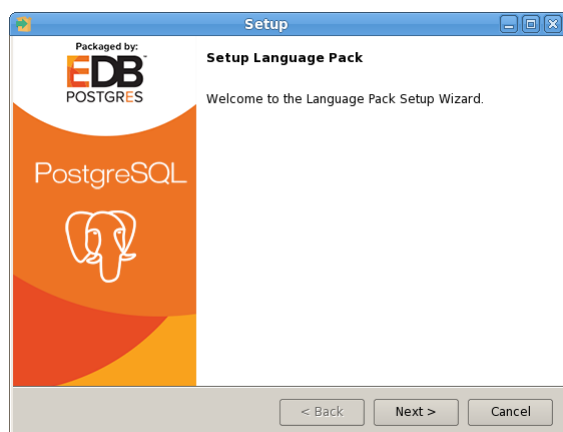 Setup
Packaged by:
EDB
POSTGRES
PostgreSQL
Setup Language Pack
Welcome to the Language Pack Setup Wizard.
< Back
Next >
Cancel